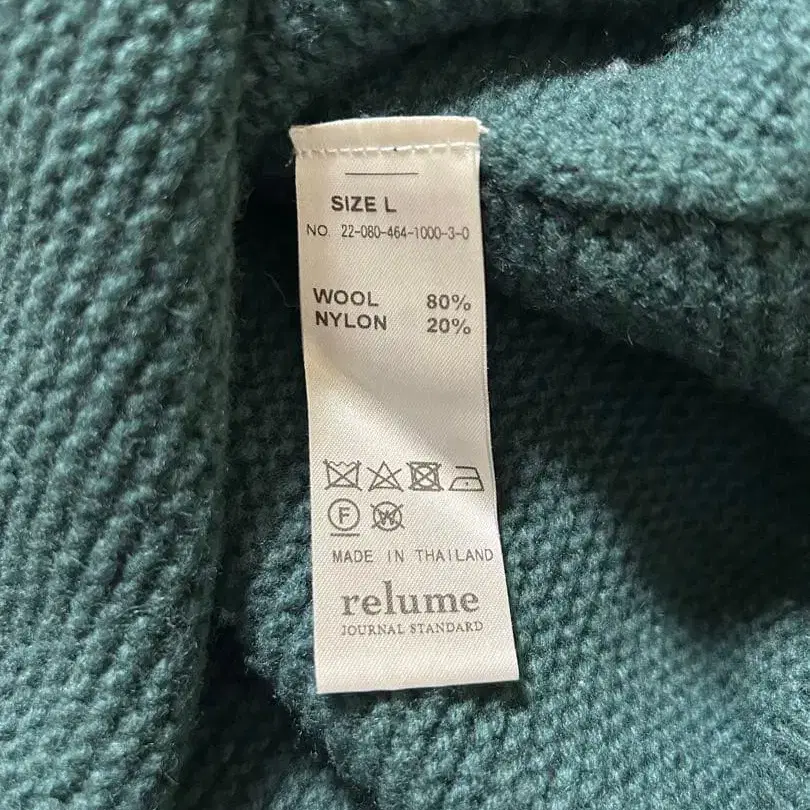 SIZE L
NO. 22-080-464-1000-3-0
WOOL 80%
NYLON 20%
F W
MADE IN THAILAND
relume
JOURNAL STANDARD